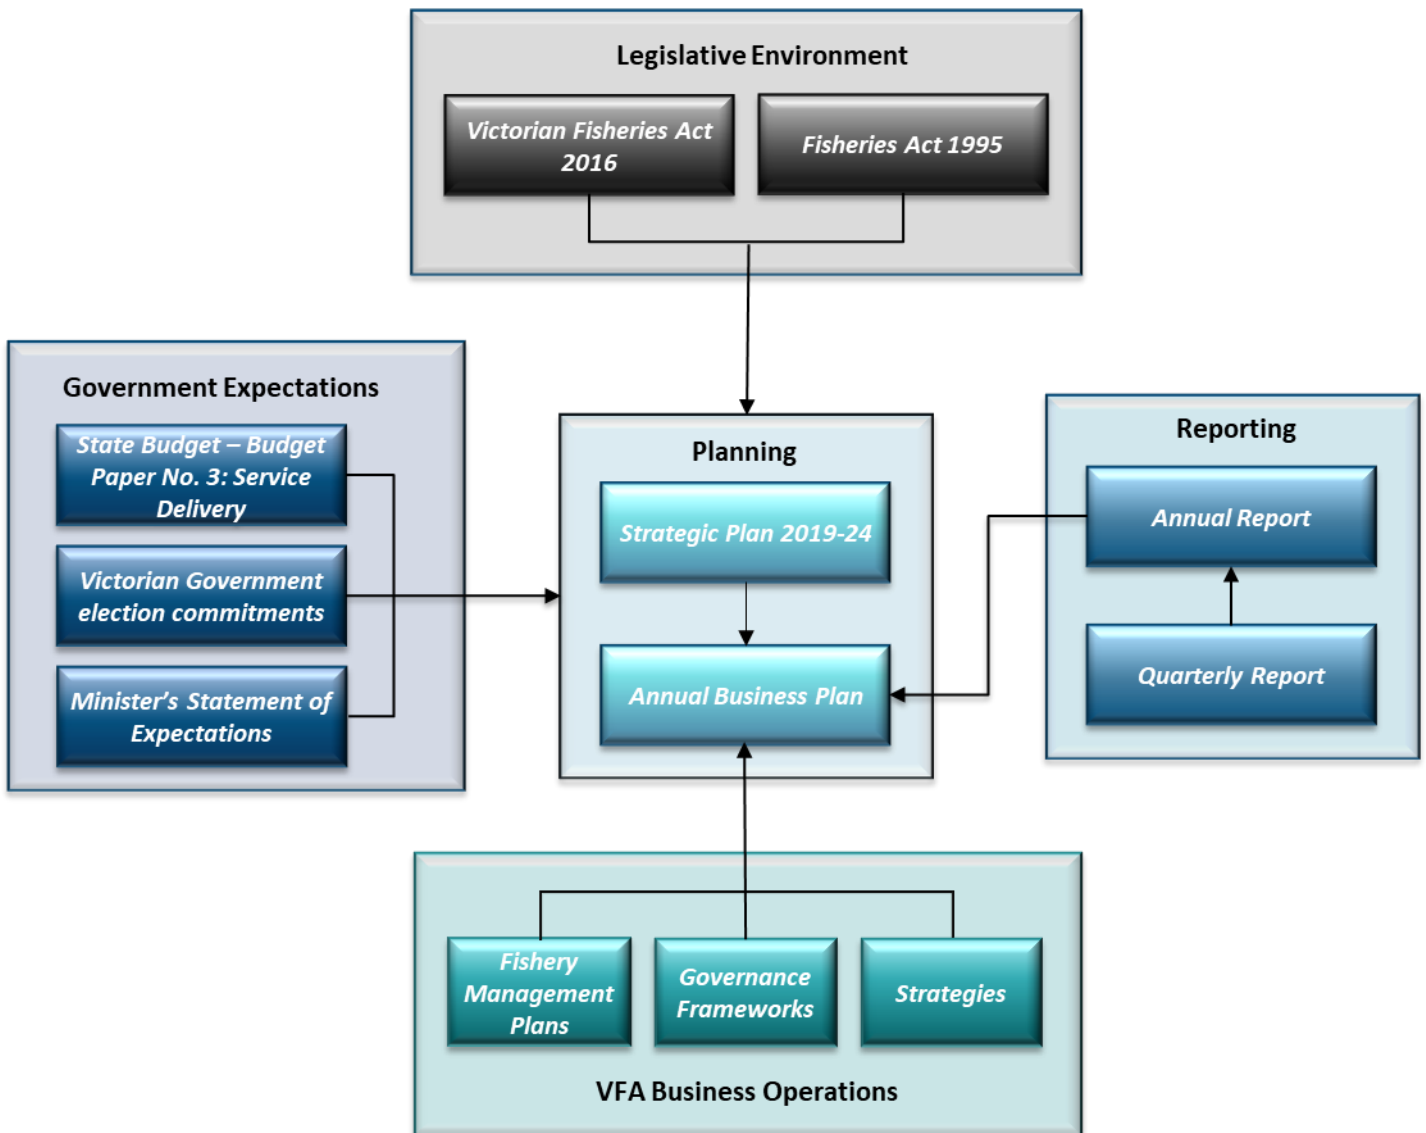 Legislative Environment
Victorian Fisheries Act
2016
Fisheries Act 1995
Government Expectations
State Budget – Budget
Paper No. 3: Service
Delivery
Victorian Government
election commitments
Minister’s Statement of
Expectations
Planning
Strategic Plan 2019-24
Annual Business Plan
Reporting
Annual Report
Quarterly Report
Fishery
Management
Plans
Governance
Frameworks
Strategies
VFA Business Operations